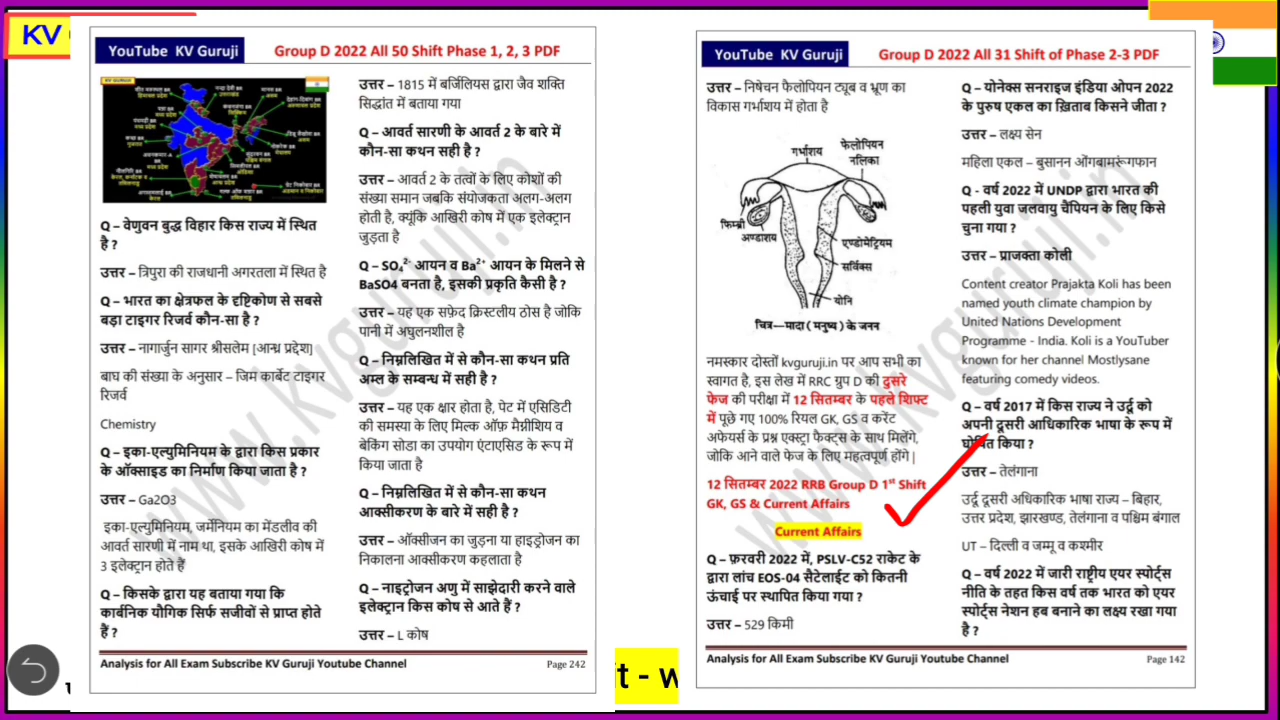 KV
YouTube KV Guruji
Group D 2022 All 50 Shift Phase 1, 2, 3 PDF
KV GURUJI
Q – वेणुवन बुद्ध विहार किस राज्य में स्थित
है ?
उत्तर – त्रिपुरा की राजधानी अगरतला में स्थित है
Q – भारत का क्षेत्रफल के दृष्टिकोण से सबसे
बड़ा टाइगर रिजर्व कौन-सा है ?
उत्तर – नागार्जुन सागर श्रीसलेम [आन्ध्र प्रद्देश]
बाघ की संख्या के अनुसार – जिम कार्बेट टाइगर
रिजर्व
Chemistry
Q – इका-एल्युमिनियम के द्वारा किस प्रकार
के ऑक्साइड का निर्माण किया जाता है ?
उत्तर – Ga2O3
इका-एल्युमिनियम, जर्मेनियम का मेंडलीव की
आवर्त सारणी में नाम था, इसके आखिरी कोष में
3 इलेक्ट्रान होते हैं
Q – किसके द्वारा यह बताया गया कि
कार्बनिक यौगिक सिर्फ सजीवों से प्राप्त होते
हैं ?
उत्तर – 1815 में बर्जिलियस द्वारा जैव शक्ति
सिद्धांत में बताया गया
Q – आवर्त सारणी के आवर्त 2 के बारे में
कौन-सा कथन सही है ?
उत्तर – आवर्त 2 के तत्वों के लिए कोशों की
संख्या समान जबकि संयोजकता अलग-अलग
होती है, क्यूंकि आखिरी कोष में एक इलेक्ट्रान
जुड़ता है
Q – SO₄²⁻ आयन व Ba²⁺ आयन के मिलने से
BaSO4 बनता है, इसकी प्रकृति कैसी है ?
उत्तर – यह एक सफ़ेद क्रिस्टलीय ठोस है जोकि
पानी में अघुलनशील है
Q – निम्नलिखित में से कौन-सा कथन प्रति
अम्ल के सम्बन्ध में सही है ?
उत्तर – यह एक क्षार होता है, पेट में एसिडिटी
की समस्या के लिए मिल्क ऑफ़ मैग्नीशिय व
बेकिंग सोडा का उपयोग एंटाएसिड के रूप में
किया जाता है
Q – निम्नलिखित में से कौन-सा कथन
आक्सीकरण के बारे में सही है ?
उत्तर – ऑक्सीजन का जुड़ना या हाइड्रोजन का
निकालना आक्सीकरण कहलाता है
Q – नाइट्रोजन अणु में साझेदारी करने वाले
इलेक्ट्रान किस कोष से आते हैं ?
उत्तर – L कोष
Analysis for All Exam Subscribe KV Guruji Youtube Channel
Page 242
www.kvguruji.in
it - w
YouTube KV Guruji
Group D 2022 All 31 Shift of Phase 2-3 PDF
उत्तर – निषेचन फैलोपियन ट्यूब व भ्रूण का
विकास गर्भाशय में होता है
गर्भाशय
फेलोपियन
नलिका
फिम्ब्री
अण्डाशय
एण्डोमेट्रियम
सर्विक्स
योनि
चित्र—मादा ( मनुष्य ) के जनन
नमस्कार दोस्तों kvguruji.in पर आप सभी का
स्वागत है, इस लेख में RRC ग्रुप D की दुसरे
फेज की परीक्षा में 12 सितम्बर के पहले शिफ्ट
में पूछे गए 100% रियल GK, GS व करेंट
अफेयर्स के प्रश्न एक्स्ट्रा फैक्ट्स के साथ मिलेंगे,
जोकि आने वाले फेज के लिए महत्वपूर्ण होंगे |
12 सितम्बर 2022 RRB Group D 1ˢᵗ Shift
GK, GS & Current Affairs
Current Affairs
Q – फ़रवरी 2022 में, PSLV-C52 राकेट के
द्वारा लांच EOS-04 सैटेलाईट को कितनी
ऊंचाई पर स्थापित किया गया ?
उत्तर – 529 किमी
Q – योनेक्स सनराइज इंडिया ओपन 2022
के पुरुष एकल का ख़िताब किसने जीता ?
उत्तर – लक्ष्य सेन
महिला एकल – बुसानन ओंगबामरूंगफान
Q – वर्ष 2022 में UNDP द्वारा भारत की
पहली युवा जलवायु चैंपियन के लिए किसे
चुना गया ?
उत्तर – प्राजक्ता कोली
Content creator Prajakta Koli has been
named youth climate champion by
United Nations Development
Programme - India. Koli is a YouTuber
known for her channel Mostlysane
featuring comedy videos.
Q – वर्ष 2017 में किस राज्य ने उर्दू को
अपनी दूसरी आधिकारिक भाषा के रूप में
घोषित किया ?
उत्तर – तेलंगाना
उर्दू दूसरी अधिकारिक भाषा राज्य – बिहार,
उत्तर प्रदेश, झारखण्ड, तेलंगाना व पश्चिम बंगाल
UT – दिल्ली व जम्मू व कश्मीर
Q – वर्ष 2022 में जारी राष्ट्रीय एयर स्पोर्ट्स
नीति के तहत किस वर्ष तक भारत को एयर
स्पोर्ट्स नेशन हब बनाने का लक्ष्य रखा गया
है ?
Analysis for All Exam Subscribe KV Guruji Youtube Channel
Page 142
www.kvguruji.in